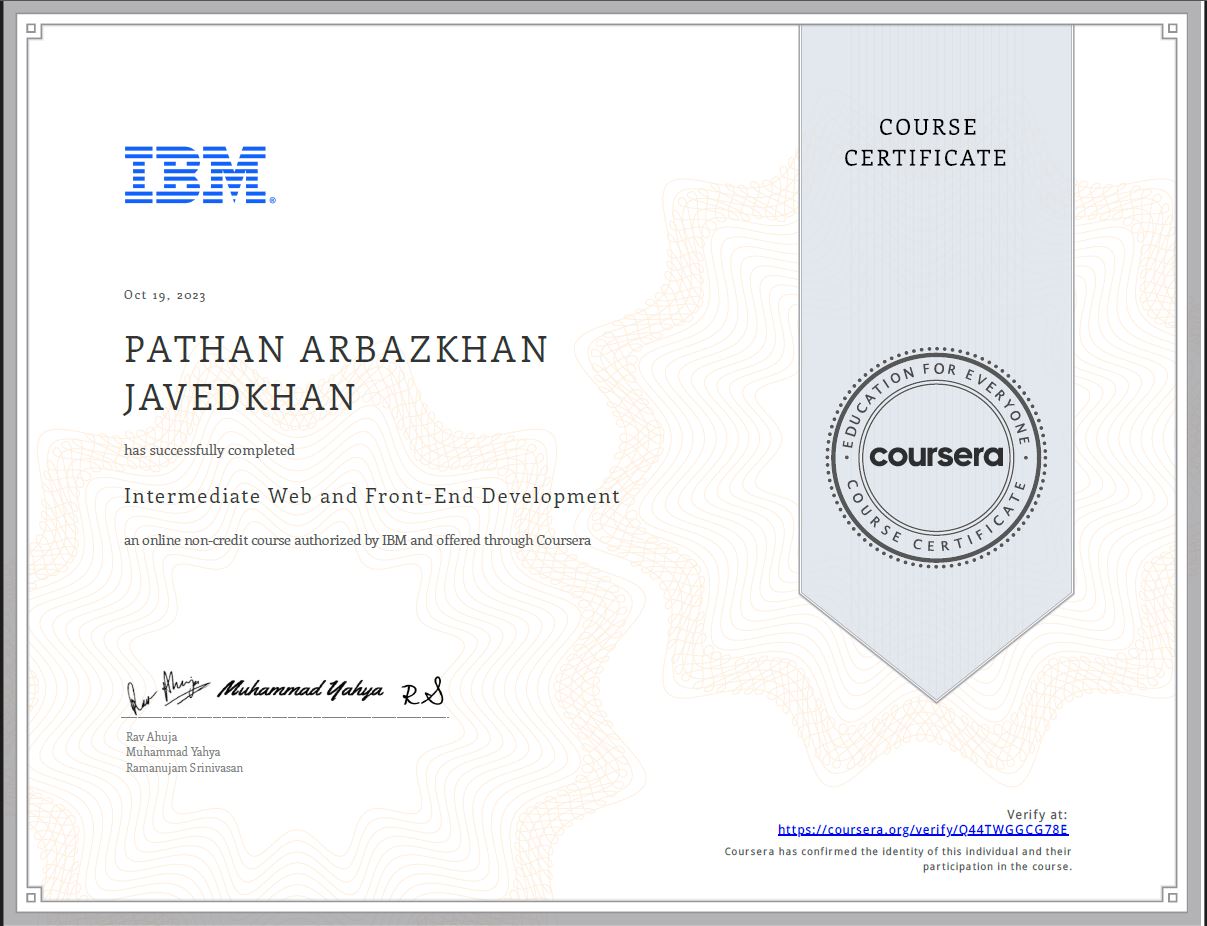 COURSE
CERTIFICATE
IBM®
Oct 19, 2023
PATHAN ARBAZKHAN
JAVEDKHAN
has successfully completed
Intermediate Web and Front-End Development
an online non-credit course authorized by IBM and offered through Coursera
EDUCATION FOR EVERYONE
coursera
COURSE CERTIFICATE
Rav Ahuja Muhammad Yahya R S
Rav Ahuja
Muhammad Yahya
Ramanujam Srinivasan
Verify at:
https://coursera.org/verify/Q44TWGGCG78E
Coursera has confirmed the identity of this individual and their
participation in the course.